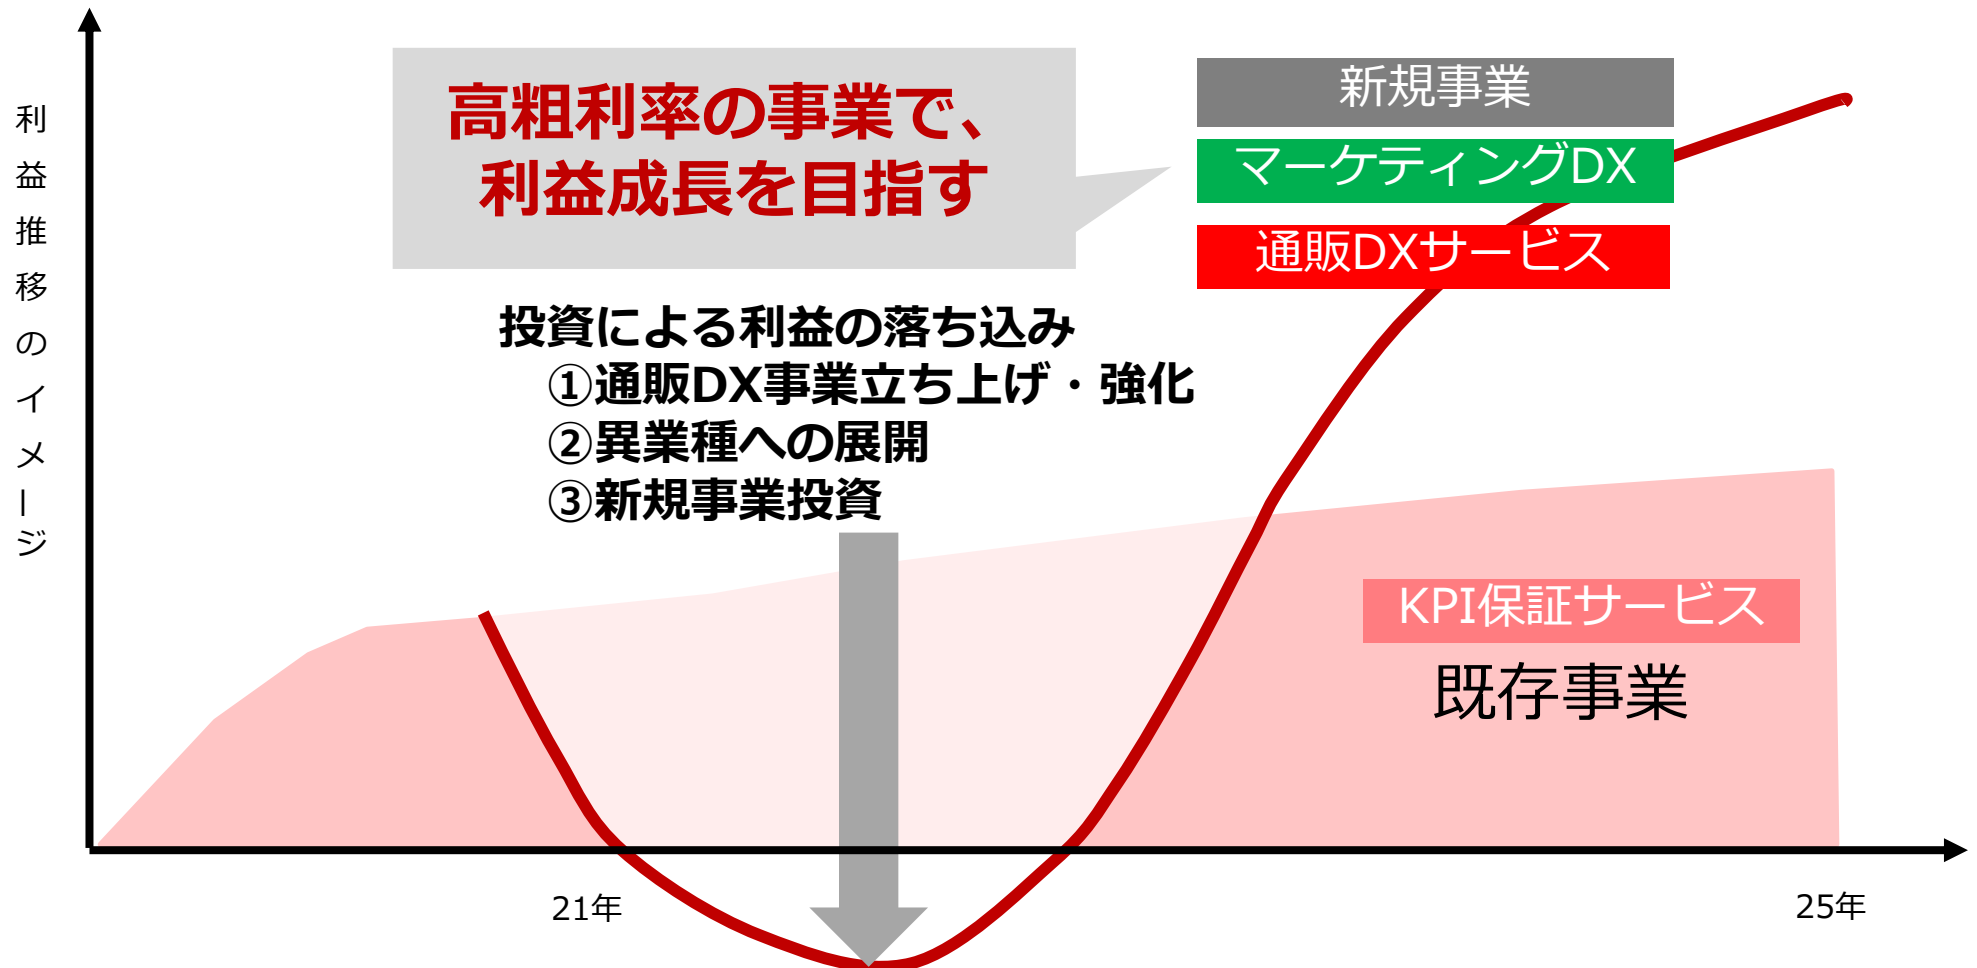 利益推移のイメージ
高粗利率の事業で、
利益成長を目指す
新規事業
マーケティングDX
通販DXサービス
投資による利益の落ち込み
①通販DX事業立ち上げ・強化
②異業種への展開
③新規事業投資
KPI保証サービス
既存事業
21年
25年